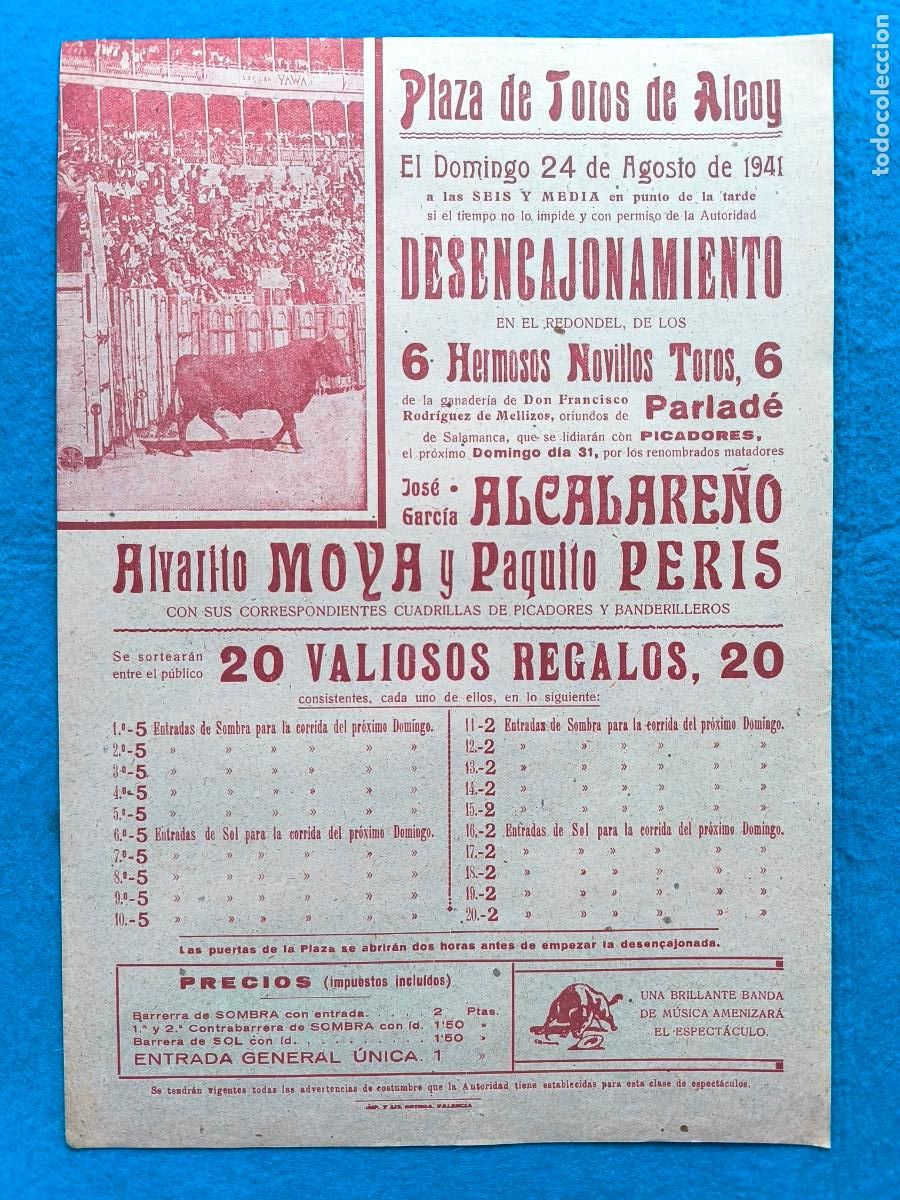 todocoleccion
CAPILAR YAWA
Plaza de Toros de Alcoy
El Domingo 24 de Agosto de 1941
a las SEIS Y MEDIA en punto de la tarde
si el tiempo no lo impide y con permiso de la Autoridad
DESENCAJONAMIENTO
EN EL REDONDEL, DE LOS
6 Hermosos Novillos Toros, 6
de la ganadería de Don Francisco
Rodríguez de Mellizos, oriundos de Parladé
de Salamanca, que se lidiarán còn PICADORES,
el próximo Domingo día 31, por los renombrados matadores
José García ALCALAREÑO
Alvarito MOYA y Paquito PERIS
CON SUS CORRESPONDIENTES CUADRILLAS DE PICADORES Y BANDERILLEROS
Se sortearán
entre el público 20 VALIOSOS REGALOS, 20
consistentes, cada uno de ellos, en lo siguiente:
1.º-5 Entradas de Sombra para la corrida del próximo Domingo.
2.º-5 » » » » » »
3.º-5 » » » » » »
4.º-5 » » » » » »
5.º-5 » » » » » »
6.º-5 Entradas de Sol para la corrida del próximo Domingo.
7.º-5 » » » » » »
8.º-5 » » » » » »
9.º-5 » » » » » »
10.-5 » » » » » »
11-2 Entradas de Sombra para la corrida del próximo Domingo.
12.-2 » » » » » »
13.-2 » » » » » »
14.-2 » » » » » »
15.-2 » » » » » »
16.-2 Entradas de Sol para la corrida del próximo Domingo.
17.-2 » » » » » »
18.-2 » » » » » »
19.-2 » » » » » »
20.-2 » » » » » »
Las puertas de la Plaza se abrirán dos horas antes de empezar la desençajonada.
PRECIOS (impuestos incluídos)
Barrerra de SOMBRA con entrada. . . . . 2 Ptas.
1.ª y 2.ª Contrabarrera de SOMBRA con íd. 1'50 »
Barrera de SOL con íd. . . . . . . . . . . 1'50 »
ENTRADA GENERAL ÚNICA. 1 »
UNA BRILLANTE BANDA
DE MÚSICA AMENIZARÁ
EL ESPECTÁCULO.
Se tendrán vigentes todas las advertencias de costumbre que la Autoridad tiene establecidas para esta clase de espectáculos.
IMP. Y LIT. ORTEGA. VALENCIA